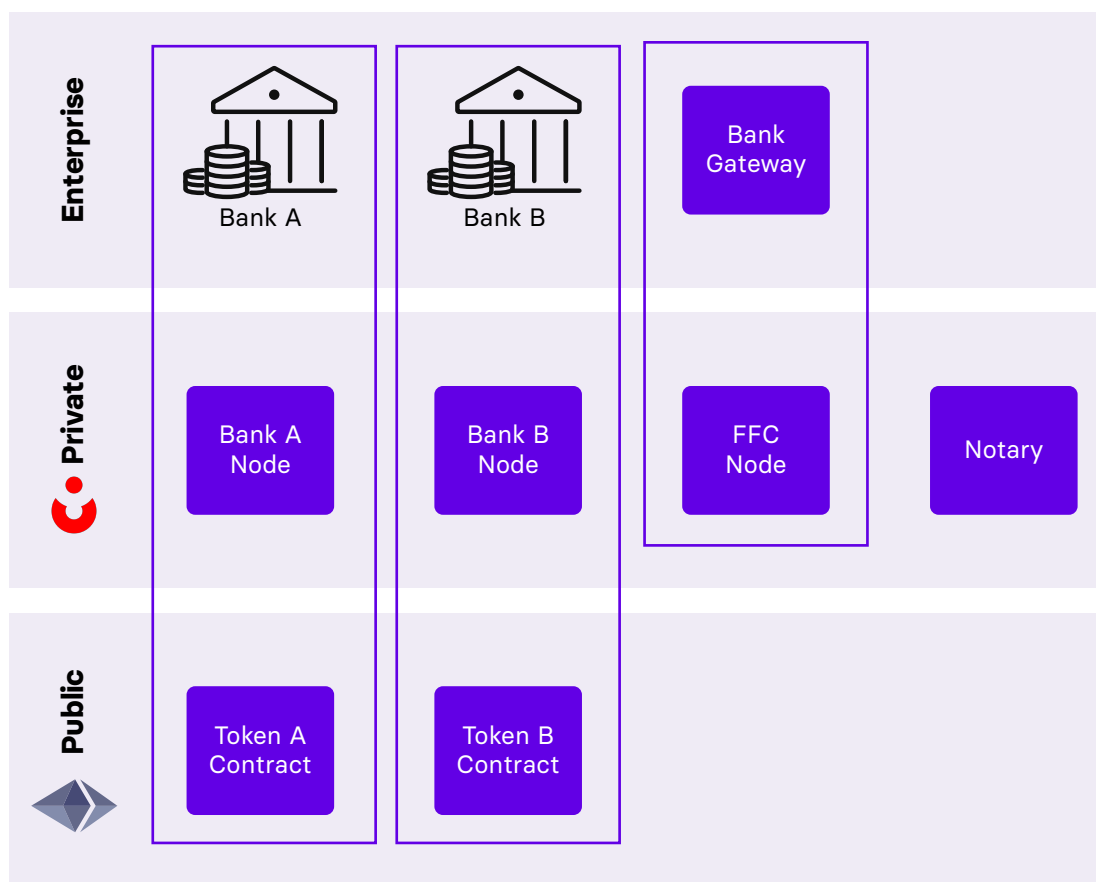 Enterprise
Bank A
Bank B
Bank
Gateway
Private
Bank A
Node
Bank B
Node
FFC
Node
Notary
Public
Token A
Contract
Token B
Contract